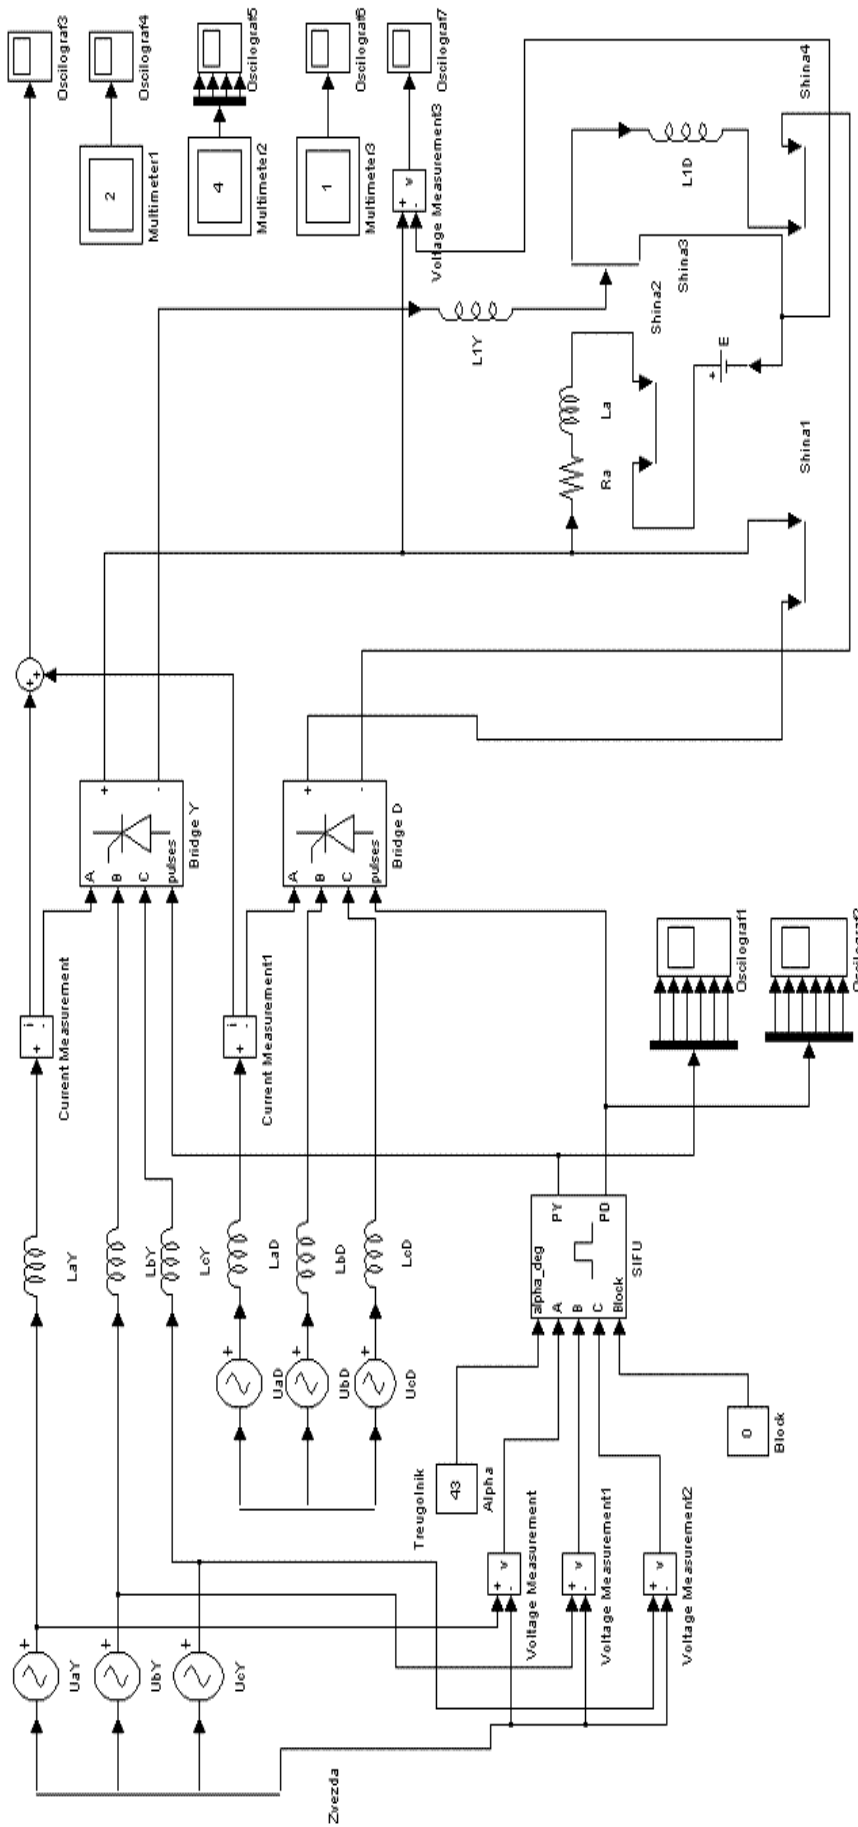 Oscilograf3
Oscilograf4
Oscilograf5
Oscilograf6
Oscilograf7
2
Multimeter1
4
Multimeter2
1
Multimeter3
+ v
-
Voltage Measurement3
L1D
Shina4
Shina3
Shina2
L1Y
E
+
La
Ra
Shina1
+
+
+
-
A
B
C
pulses
Bridge Y
+
-
A
B
C
pulses
Bridge D
+ i
-
Current Measurement
+ i
-
Current Measurement1
Oscilograf1
LaY
LbY
LcY
LaD
LbD
LcD
alpha_deg
A
B
C
Block
PY
PD
SIFU
+
UaD
+
UbD
+
UcD
Treugolnik
43
Alpha
0
Block
+ v
-
Voltage Measurement
+ v
-
Voltage Measurement1
+ v
-
Voltage Measurement2
+
UaY
+
UbY
+
UcY
Zvezda